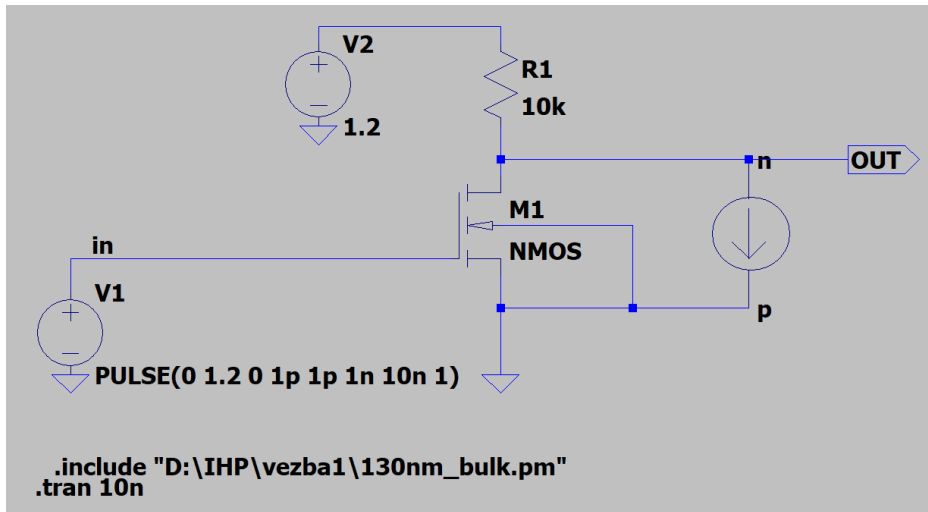 V2
R1
10k
1.2
n
OUT
M1
in
NMOS
V1
p
PULSE(0 1.2 0 1p 1p 1n 10n 1)
.include "D:\IHP\vezba1\130nm_bulk.pm"
.tran 10n